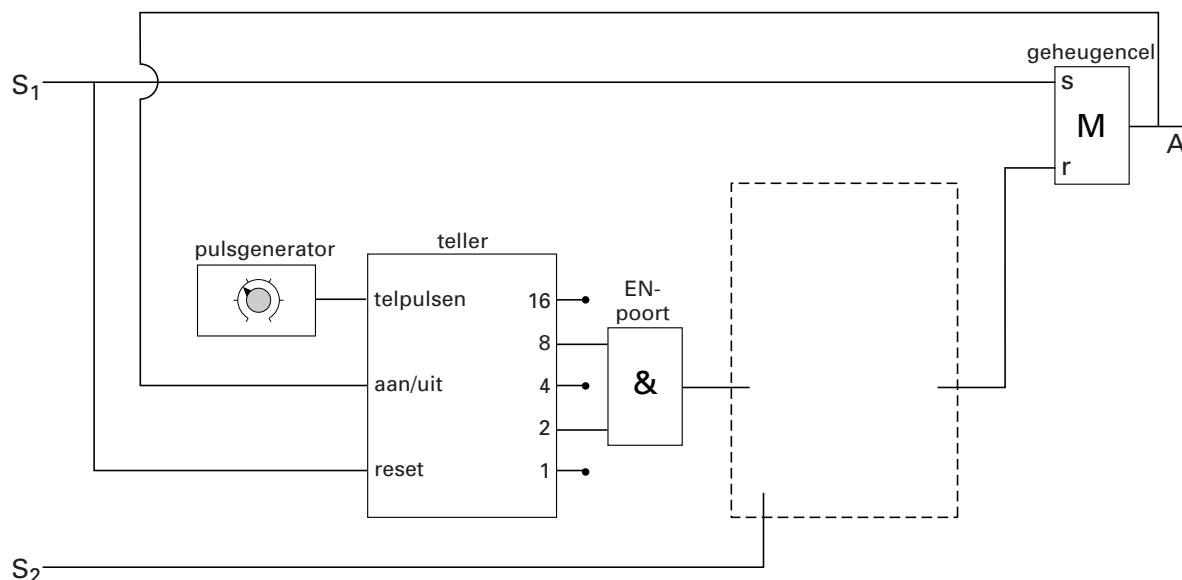 geheugencel
S1
s
M
A
r
pulsgenerator
teller
telpulsen
16
EN-
poort
8
aan/uit
4
&
2
reset
1
S2